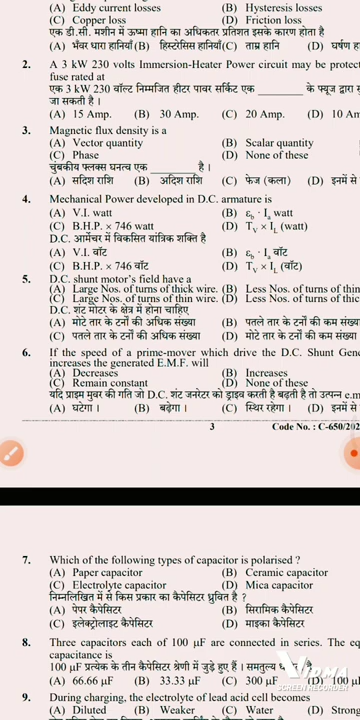 (A) Eddy current losses (B) Hysteresis losses
(C) Copper loss (D) Friction loss
एक डी.सी. मशीन में ऊष्मा हानि का अधिकतर प्रतिशत इसके कारण होता है
(A) भँवर धारा हानियाँ (B) हिस्टेरेसिस हानियाँ (C) ताम्र हानि (D) घर्षण
2. A 3 kW 230 volts Immersion-Heater Power circuit may be protect
fuse rated at
एक 3 kW 230 वॉल्ट निमज्जित हीटर पावर सर्किट एक ________ के फ्यूज द्वारा
जा सकती है ।
(A) 15 Amp. (B) 30 Amp. (C) 20 Amp. (D) 10 Am
3. Magnetic flux density is a
(A) Vector quantity (B) Scalar quantity
(C) Phase (D) None of these
चुंबकीय फ्लक्स घनत्व एक ________ है ।
(A) सदिश राशि (B) अदिश राशि (C) फेज (कला) (D) इनमें से
4. Mechanical Power developed in D.C. armature is
(A) V.I. watt (B) εb · Ia watt
(C) B.H.P. × 746 watt (D) TV × IL (watt)
D.C. आर्मेचर में विकसित यांत्रिक शक्ति है
(A) V.I. वॉट (B) εb · Ia वॉट
(C) B.H.P. × 746 वॉट (D) TV × IL (वॉट)
5. D.C. shunt motor's field have a
(A) Large Nos. of turns of thick wire. (B) Less Nos. of turns of thin
(C) Large Nos. of turns of thin wire. (D) Less Nos. of turns of thic
D.C. शंट मोटर के क्षेत्र में होना चाहिए
(A) मोटे तार के टर्नों की अधिक संख्या (B) पतले तार के टर्नों की कम संख्य
(C) पतले तार के टर्नों की अधिक संख्या (D) मोटे तार के टर्नों की कम संख्य
6. If the speed of a prime-mover which drive the D.C. Shunt Gene
increases the generated E.M.F. will
(A) Decreases (B) Increases
(C) Remain constant (D) None of these
यदि प्राइम मुवर की गति जो D.C. शंट जनरेटर को ड्राइव करती है बढ़ती है तो उत्पन्न e.m
(A) घटेगा । (B) बढ़ेगा । (C) स्थिर रहेगा । (D) इनमें से
3 Code No. : C-650/202
7. Which of the following types of capacitor is polarised ?
(A) Paper capacitor (B) Ceramic capacitor
(C) Electrolyte capacitor (D) Mica capacitor
निम्नलिखित में से किस प्रकार का कैपेसिटर ध्रुवित है ?
(A) पेपर कैपेसिटर (B) सिरामिक कैपेसिटर
(C) इलेक्ट्रोलाइट कैपेसिटर (D) माइका कैपेसिटर
8. Three capacitors each of 100 µF are connected in series. The eq
capacitance is
100 µF प्रत्येक के तीन कैपेसिटर श्रेणी में जुड़े हुए हैं । समतुल्य
(A) 66.66 µF (B) 33.33 µF (C) 300 µF (D) 100 µ
VIDMA
SCREEN RECORDER
9. During charging, the electrolyte of lead acid cell becomes
(A) Diluted (B) Weaker (C) Water (D) Strong